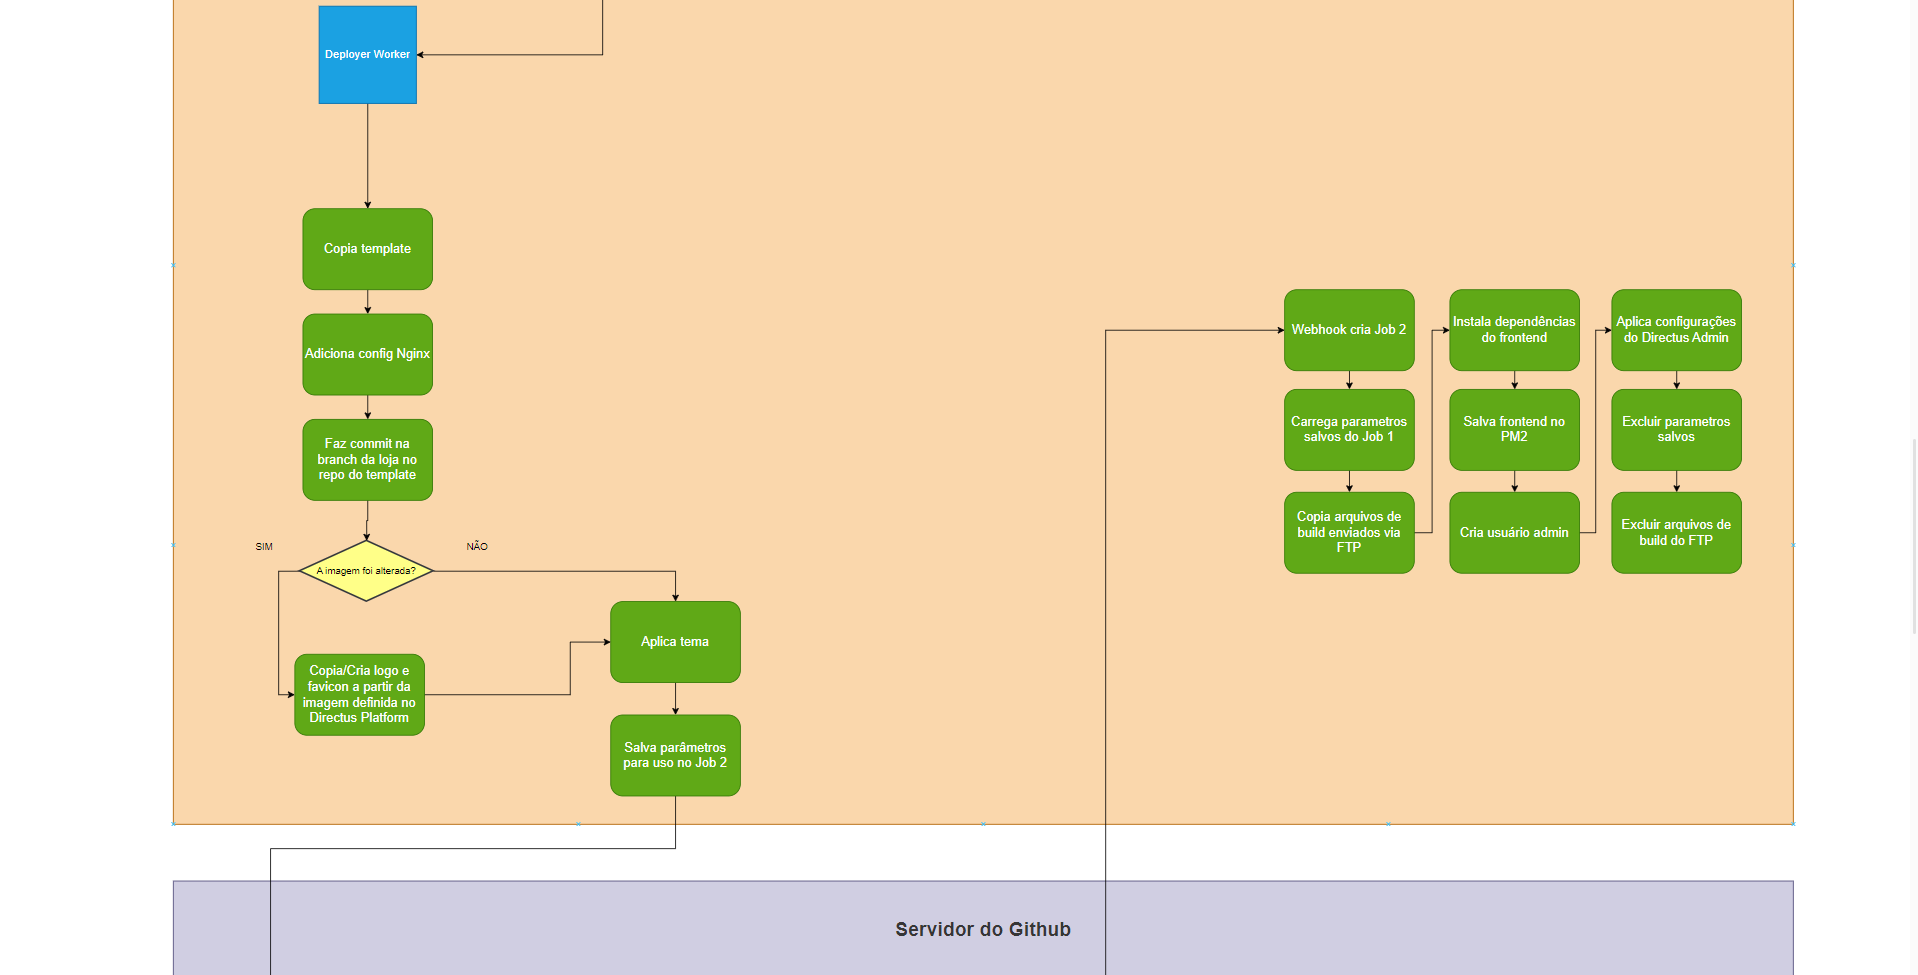 Deployer Worker
Copia template
Adiciona config Nginx
Faz commit na
branch da loja no
repo do template
SIM
NÃO
A imagem foi alterada?
Copia/Cria logo e
favicon a partir da
imagem definida no
Directus Platform
Aplica tema
Salva parâmetros
para uso no Job 2
Webhook cria Job 2
Carrega parametros
salvos do Job 1
Copia arquivos de
build enviados via
FTP
Instala dependências
do frontend
Salva frontend no
PM2
Cria usuário admin
Aplica configurações
do Directus Admin
Excluir parametros
salvos
Excluir arquivos de
build do FTP
Servidor do Github